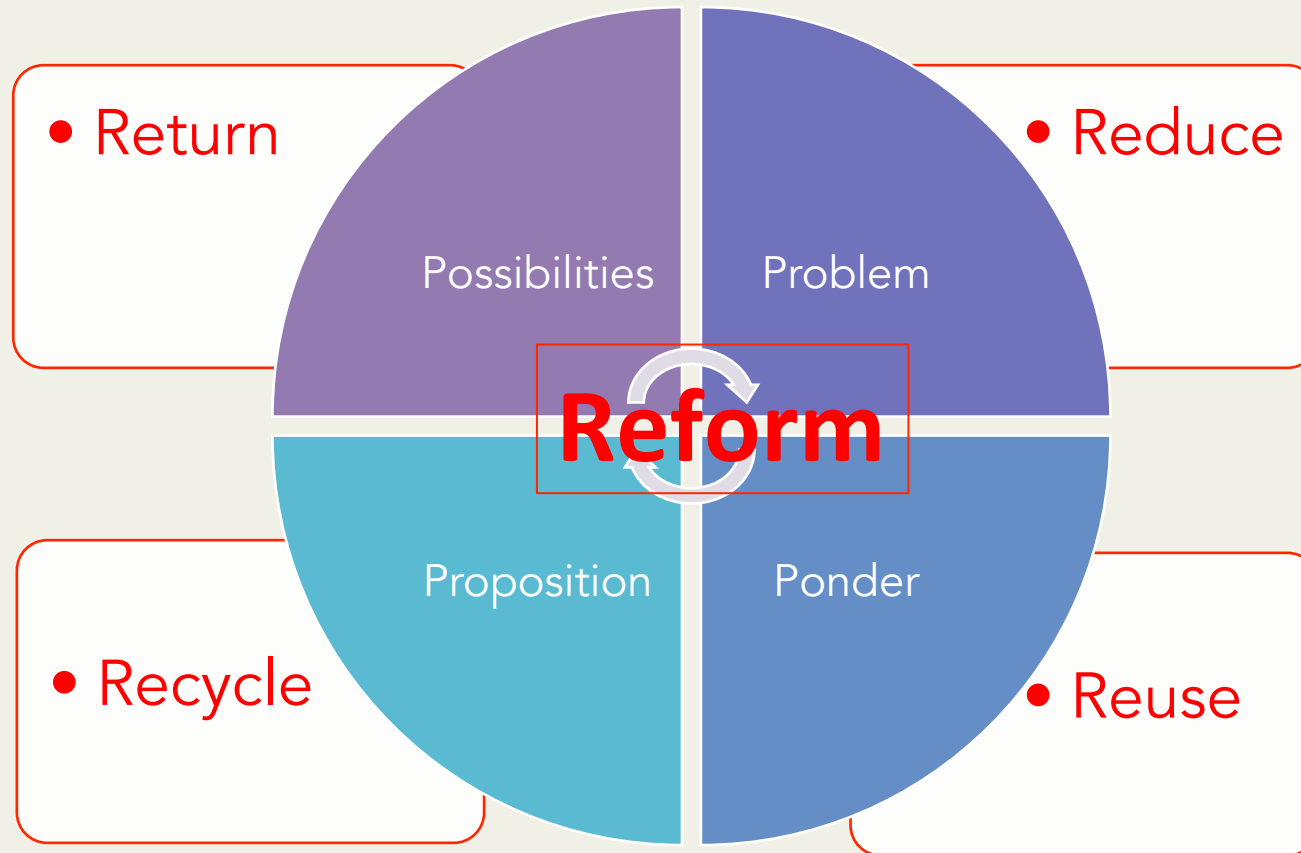 • Return
• Reduce
Possibilities
Problem
Reform
Proposition
Ponder
• Recycle
• Reuse